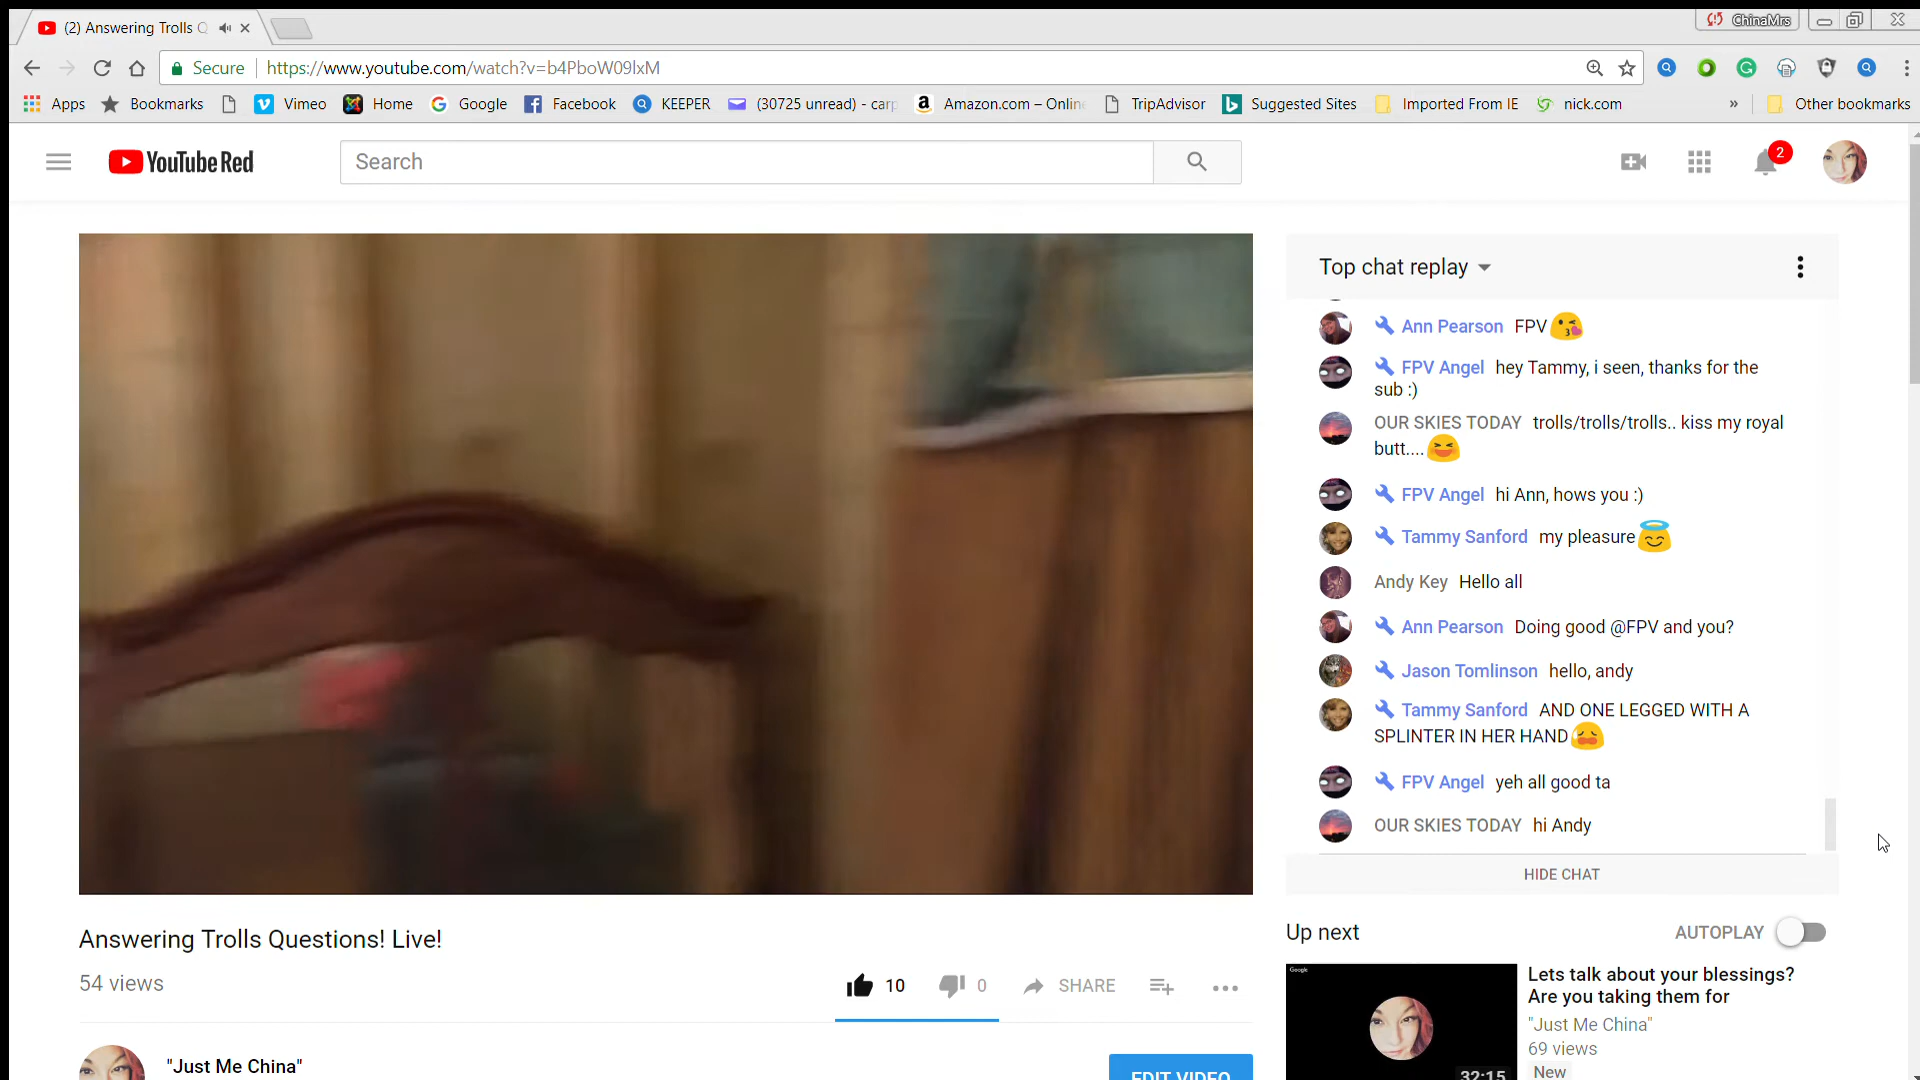 (2) Answering Trolls Q
ChinaMrs
Secure https://www.youtube.com/watch?v=b4PboW09lxM
Apps Bookmarks Vimeo Home Google Facebook KEEPER (30725 unread) - carp Amazon.com – Onlin TripAdvisor Suggested Sites Imported From IE nick.com » Other bookmarks
YouTube Red
Search
2
Top chat replay
Ann Pearson FPV
FPV Angel hey Tammy, i seen, thanks for the
sub :)
OUR SKIES TODAY trolls/trolls/trolls.. kiss my royal
butt....
FPV Angel hi Ann, hows you :)
Tammy Sanford my pleasure
Andy Key Hello all
Ann Pearson Doing good @FPV and you?
Jason Tomlinson hello, andy
Tammy Sanford AND ONE LEGGED WITH A
SPLINTER IN HER HAND
FPV Angel yeh all good ta
OUR SKIES TODAY hi Andy
HIDE CHAT
Answering Trolls Questions! Live!
54 views
10 0 SHARE
"Just Me China"
EDIT VIDEO
Up next
AUTOPLAY
Google
32:15
Lets talk about your blessings?
Are you taking them for
"Just Me China"
69 views
New